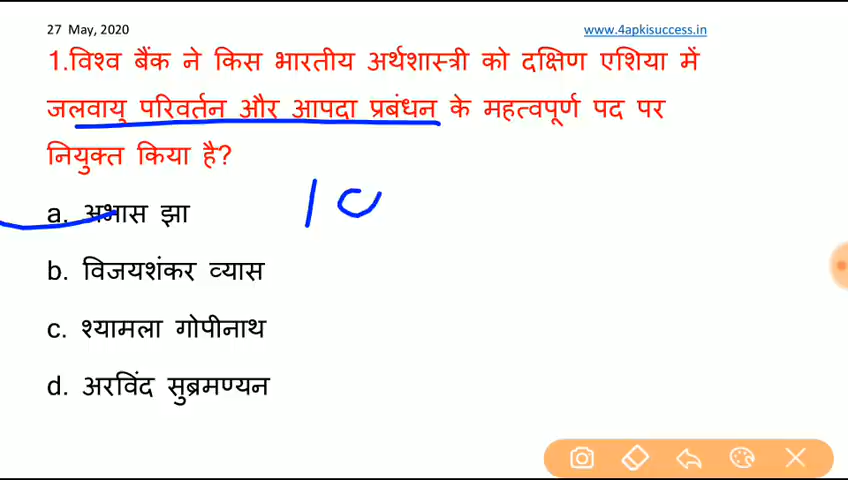 27 May, 2020
www.4apkisuccess.in
1.विश्व बैंक ने किस भारतीय अर्थशास्त्री को दक्षिण एशिया में
जलवायु परिवर्तन और आपदा प्रबंधन के महत्वपूर्ण पद पर
नियुक्त किया है?
a. अभास झा
b. विजयशंकर व्यास
c. श्यामला गोपीनाथ
d. अरविंद सुब्रमण्यन